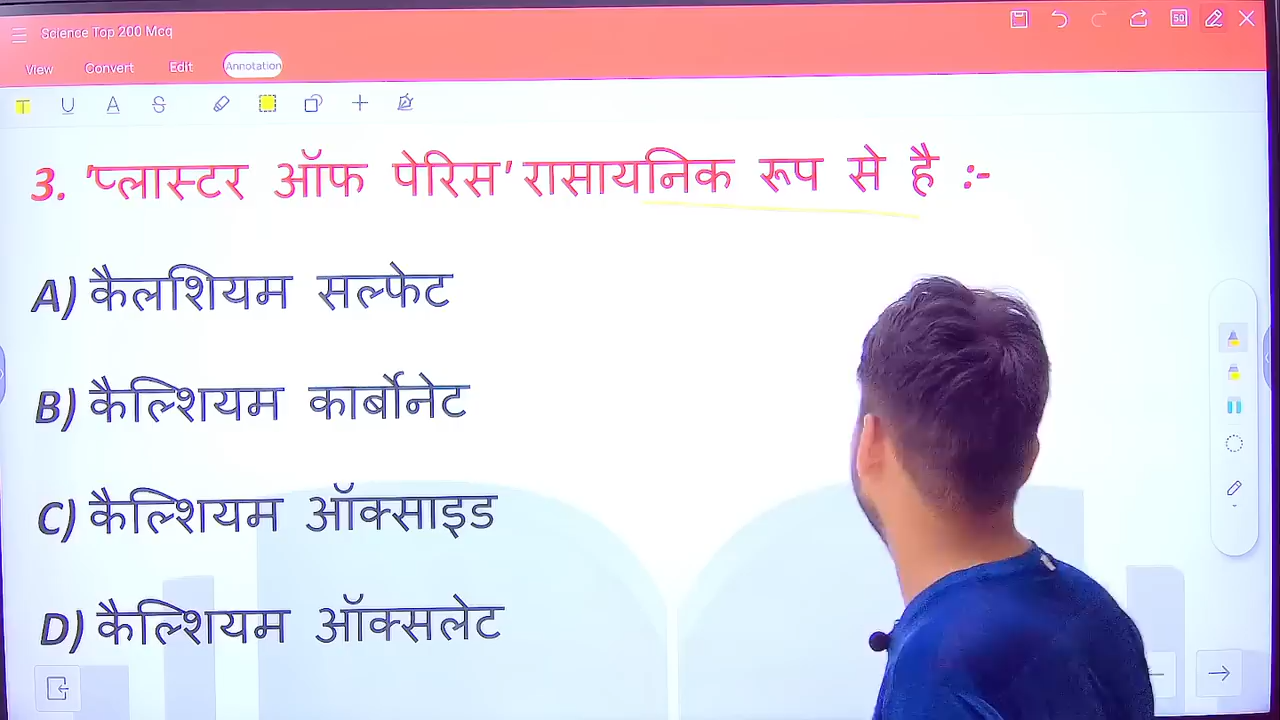 Science Top 200 Mcq
50
View Convert Edit Annotation
T U A S
3. 'प्लास्टर ऑफ पेरिस' रासायनिक रूप से है :-
A) कैलशियम सल्फेट
B) कैल्शियम कार्बोनेट
C) कैल्शियम ऑक्साइड
D) कैल्शियम ऑक्सलेट